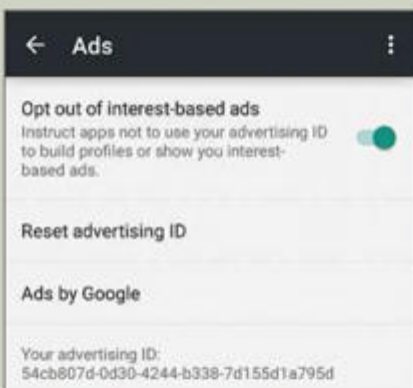 Ads
Opt out of interest-based ads
Instruct apps not to use your advertising ID
to build profiles or show you interest-
based ads.
Reset advertising ID
Ads by Google
Your advertising ID:
54cb807d-0d30-4244-b338-7d155d1a795d